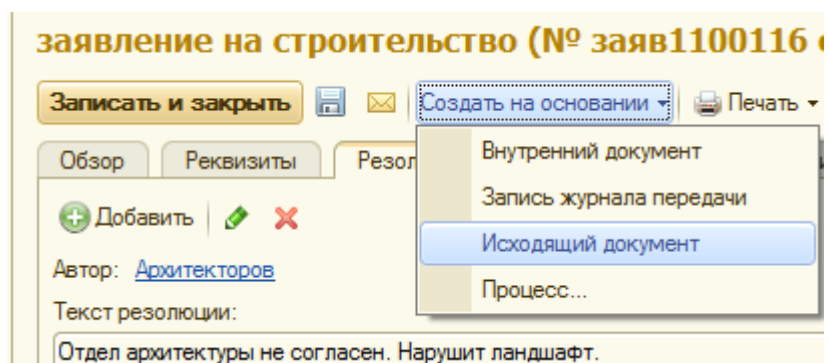 заявление на строительство (№ заяв1100116
Записать и закрыть Создать на основании Печать
Обзор Реквизиты Резол
Внутренний документ
Запись журнала передачи
Исходящий документ
Процесс...
Добавить
Автор: Архитекторов
Текст резолюции:
Отдел архитектуры не согласен. Нарушит ландшафт.